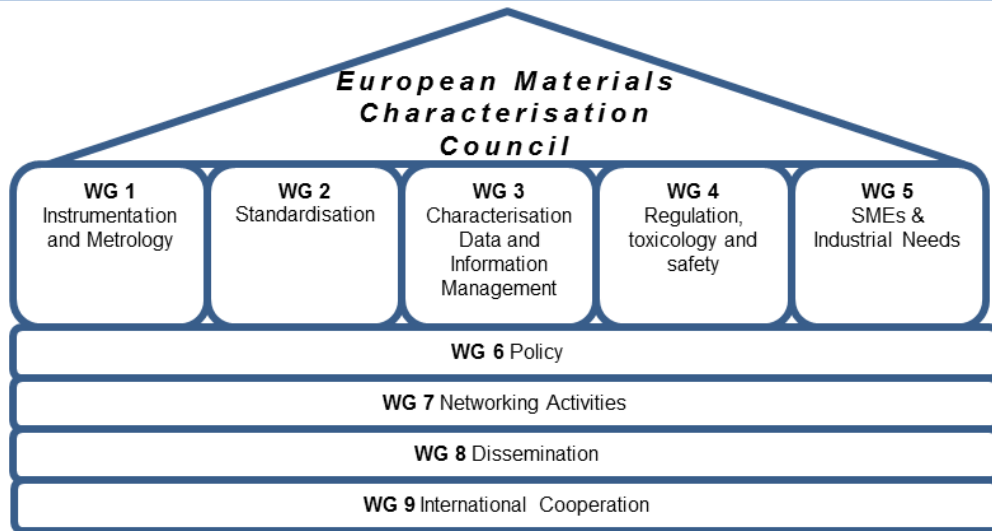 European Materials
Characterisation
Council
WG 1
Instrumentation
and Metrology
WG 2
Standardisation
WG 3
Characterisation
Data and
Information
Management
WG 4
Regulation,
toxicology and
safety
WG 5
SMEs &
Industrial Needs
WG 6 Policy
WG 7 Networking Activities
WG 8 Dissemination
WG 9 International Cooperation